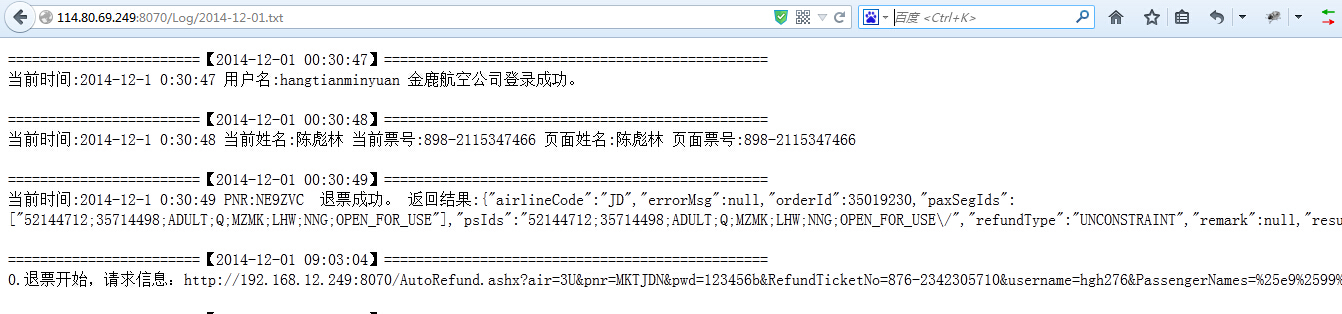 114.80.69.249:8070/Log/2014-12-01.txt
百度 <Ctrl+K>
========================【2014-12-01 00:30:47】================================================
当前时间:2014-12-1 0:30:47 用户名:hangtianminyuan 金鹿航空公司登录成功。
========================【2014-12-01 00:30:48】================================================
当前时间:2014-12-1 0:30:48 当前姓名:陈彪林 当前票号:898-2115347466 页面姓名:陈彪林 页面票号:898-2115347466
========================【2014-12-01 00:30:49】================================================
当前时间:2014-12-1 0:30:49 PNR:NE9ZVC  退票成功。 返回结果:{"airlineCode":"JD","errorMsg":null,"orderId":35019230,"paxSegIds":
["52144712;35714498;ADULT;Q;MZMK;LHW;NNG;OPEN_FOR_USE"],"psIds":"52144712;35714498;ADULT;Q;MZMK;LHW;NNG;OPEN_FOR_USE\/","refundType":"UNCONSTRAINT","remark":null,"resu
========================【2014-12-01 09:03:04】================================================
0.退票开始，请求信息：http://192.168.12.249:8070/AutoRefund.ashx?air=3U&pnr=MKTJDN&pwd=123456b&RefundTicketNo=876-2342305710&username=hgh276&PassengerNames=%25e9%2599%